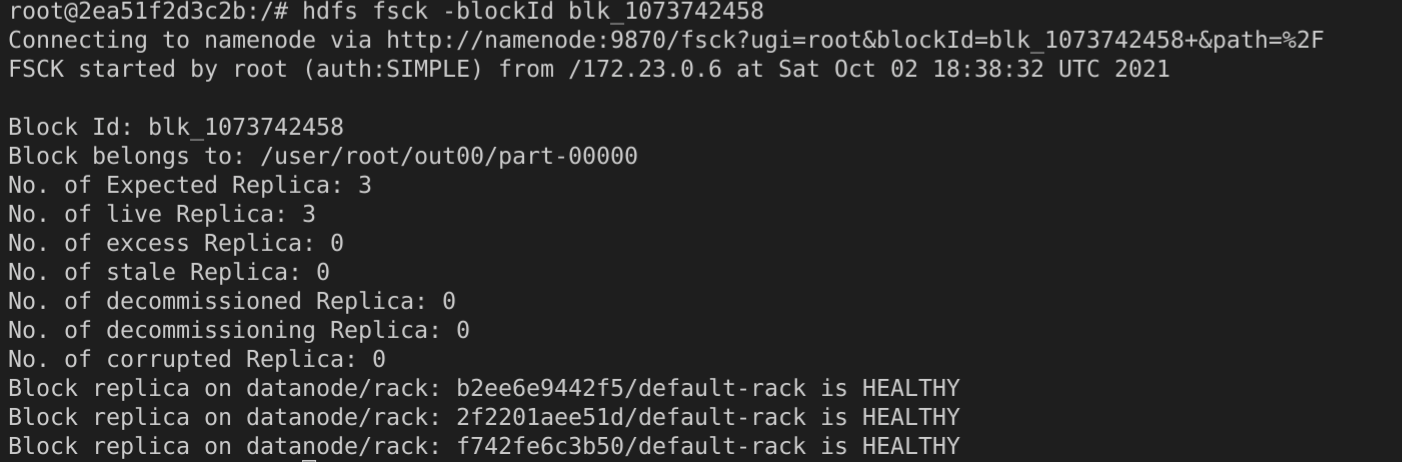 root@2ea51f2d3c2b:/# hdfs fsck -blockId blk_1073742458
Connecting to namenode via http://namenode:9870/fsck?ugi=root&blockId=blk_1073742458+&path=%2F
FSCK started by root (auth:SIMPLE) from /172.23.0.6 at Sat Oct 02 18:38:32 UTC 2021

Block Id: blk_1073742458
Block belongs to: /user/root/out00/part-00000
No. of Expected Replica: 3
No. of live Replica: 3
No. of excess Replica: 0
No. of stale Replica: 0
No. of decommissioned Replica: 0
No. of decommissioning Replica: 0
No. of corrupted Replica: 0
Block replica on datanode/rack: b2ee6e9442f5/default-rack is HEALTHY
Block replica on datanode/rack: 2f2201aee51d/default-rack is HEALTHY
Block replica on datanode/rack: f742fe6c3b50/default-rack is HEALTHY